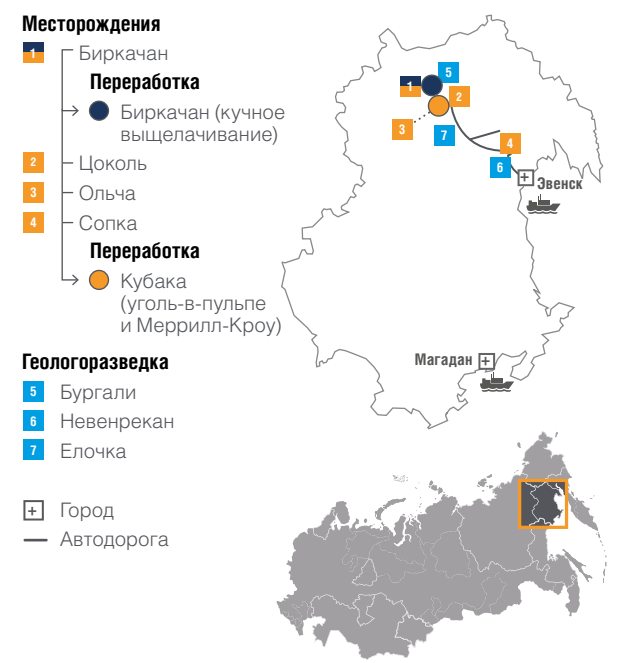 Месторождения
1 Биркачан
Переработка
Биркачан (кучное
выщелачивание)
2 Цоколь
3 Ольча
4 Сопка
Переработка
Кубака
(уголь-в-пульпе
и Меррилл-Кроу)
Геологоразведка
5 Бургали
6 Невенрекан
7 Елочка
Город
Автодорога
5
1
2
3
7
4
6
Эвенск
Магадан